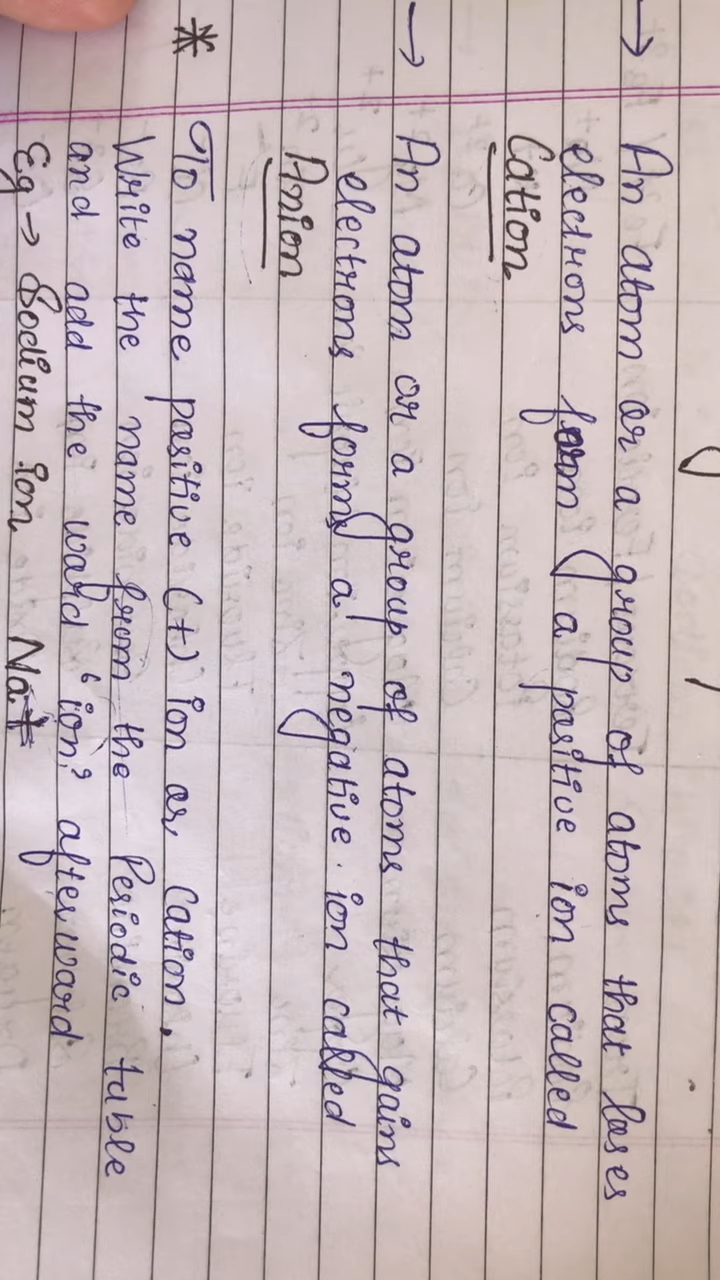 → An atom or a group of atoms that loses
electrons form a positive ion called
Cation
→ An atom or a group of atoms that gains
electrons form a negative ion called
Anion
* To name positive (+) ion or Cation,
Write the name from the Periodic table
and add the word 'ion' afterward
Eg → Sodium ion Na+